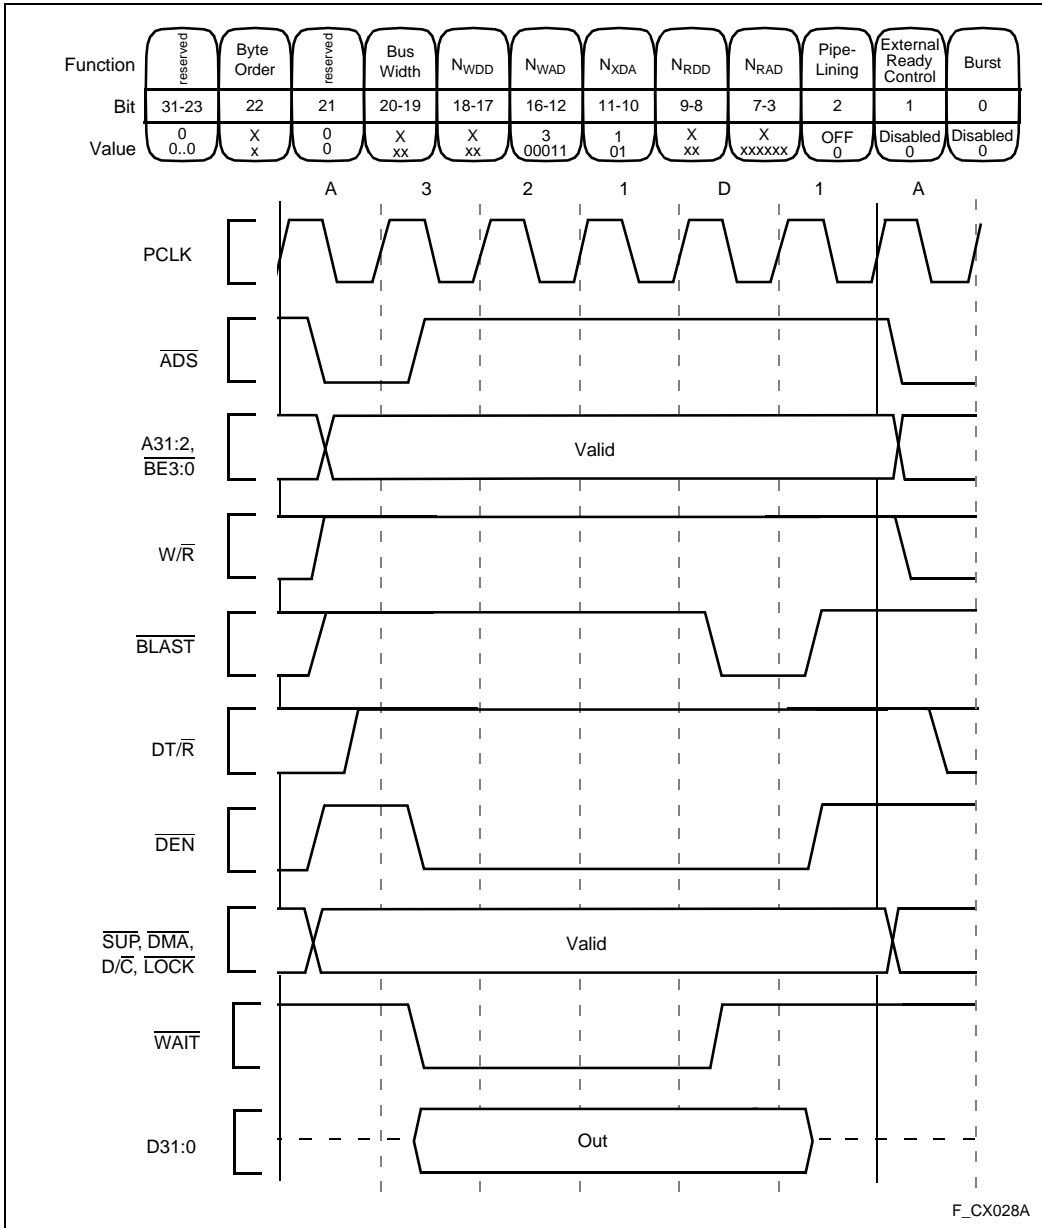 Function reserved Byte Order reserved Bus Width NWDD NWAD NXDA NRDD NRAD Pipe-Lining External Ready Control Burst
Bit 31-23 22 21 20-19 18-17 16-12 11-10 9-8 7-3 2 1 0
Value 0 X 0 X X 3 1 X X OFF Disabled Disabled
0..0 x 0 xx xx 00011 01 xx xxxxxx 0 0 0
A 3 2 1 D 1 A
PCLK
ADS
A31:2,
BE3:0
Valid
W/R
BLAST
DT/R
DEN
SUP, DMA,
D/C, LOCK
Valid
WAIT
D31:0
Out
F_CX028A